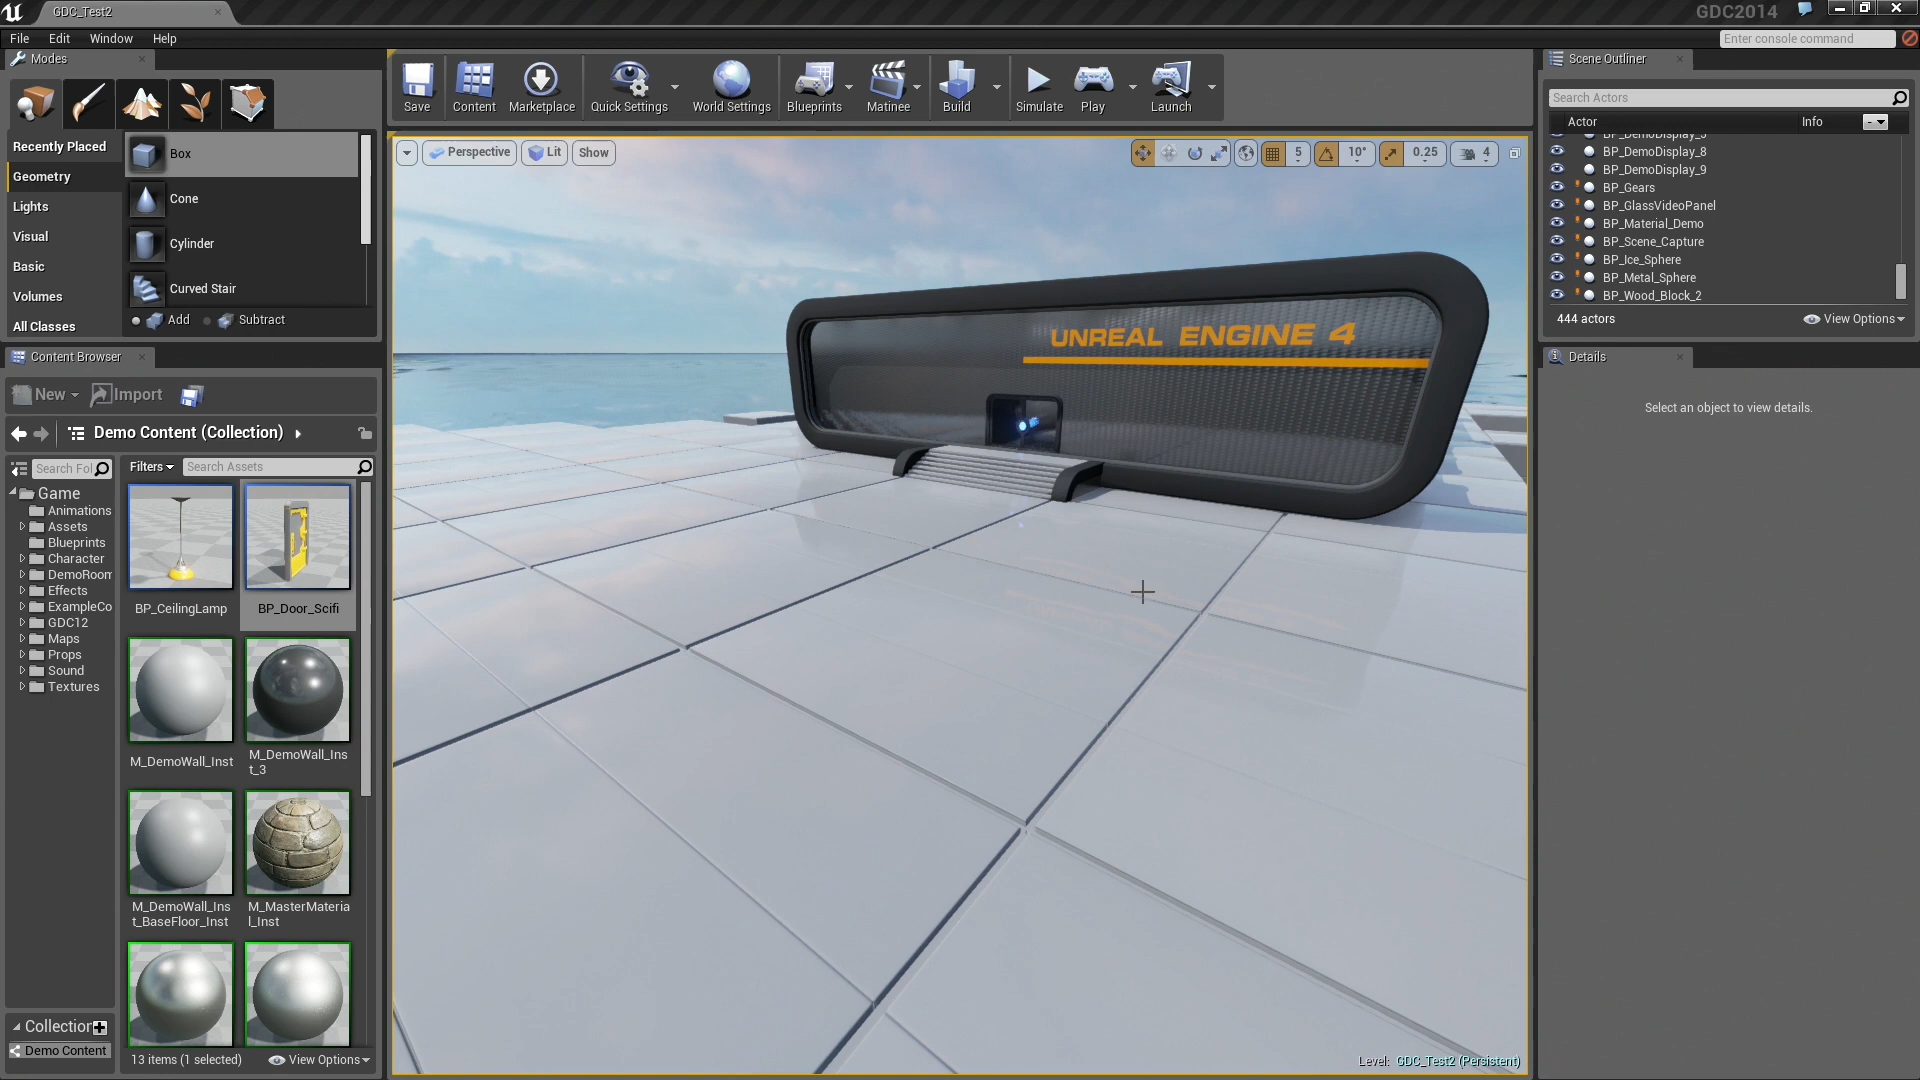 GDC_Test2
GDC2014
File Edit Window Help
Enter console command
Modes
Recently Placed
Geometry
Lights
Visual
Basic
Volumes
All Classes
Box
Cone
Cylinder
Curved Stair
Add Subtract
Content Browser
New Import
Demo Content (Collection)
Search Fol
Filters Search Assets
Game
Animations
Assets
Blueprints
Character
DemoRoom
Effects
ExampleCo
GDC12
Maps
Props
Sound
Textures
BP_CeilingLamp
BP_Door_Scifi
M_DemoWall_Inst
M_DemoWall_Ins
t_3
M_DemoWall_Ins
t_BaseFloor_Inst
M_MasterMateria
l_Inst
Collection
Demo Content
13 items (1 selected) View Options
Save Content Marketplace Quick Settings World Settings Blueprints Matinee Build Simulate Play Launch
Perspective Lit Show
5 10° 0.25 4
UNREAL ENGINE 4
Level: GDC_Test2 (Persistent)
Scene Outliner
Search Actors
Actor Info
BP_DemoDisplay_8
BP_DemoDisplay_9
BP_Gears
BP_GlassVideoPanel
BP_Material_Demo
BP_Scene_Capture
BP_Ice_Sphere
BP_Metal_Sphere
BP_Wood_Block_2
444 actors View Options
Details
Select an object to view details.